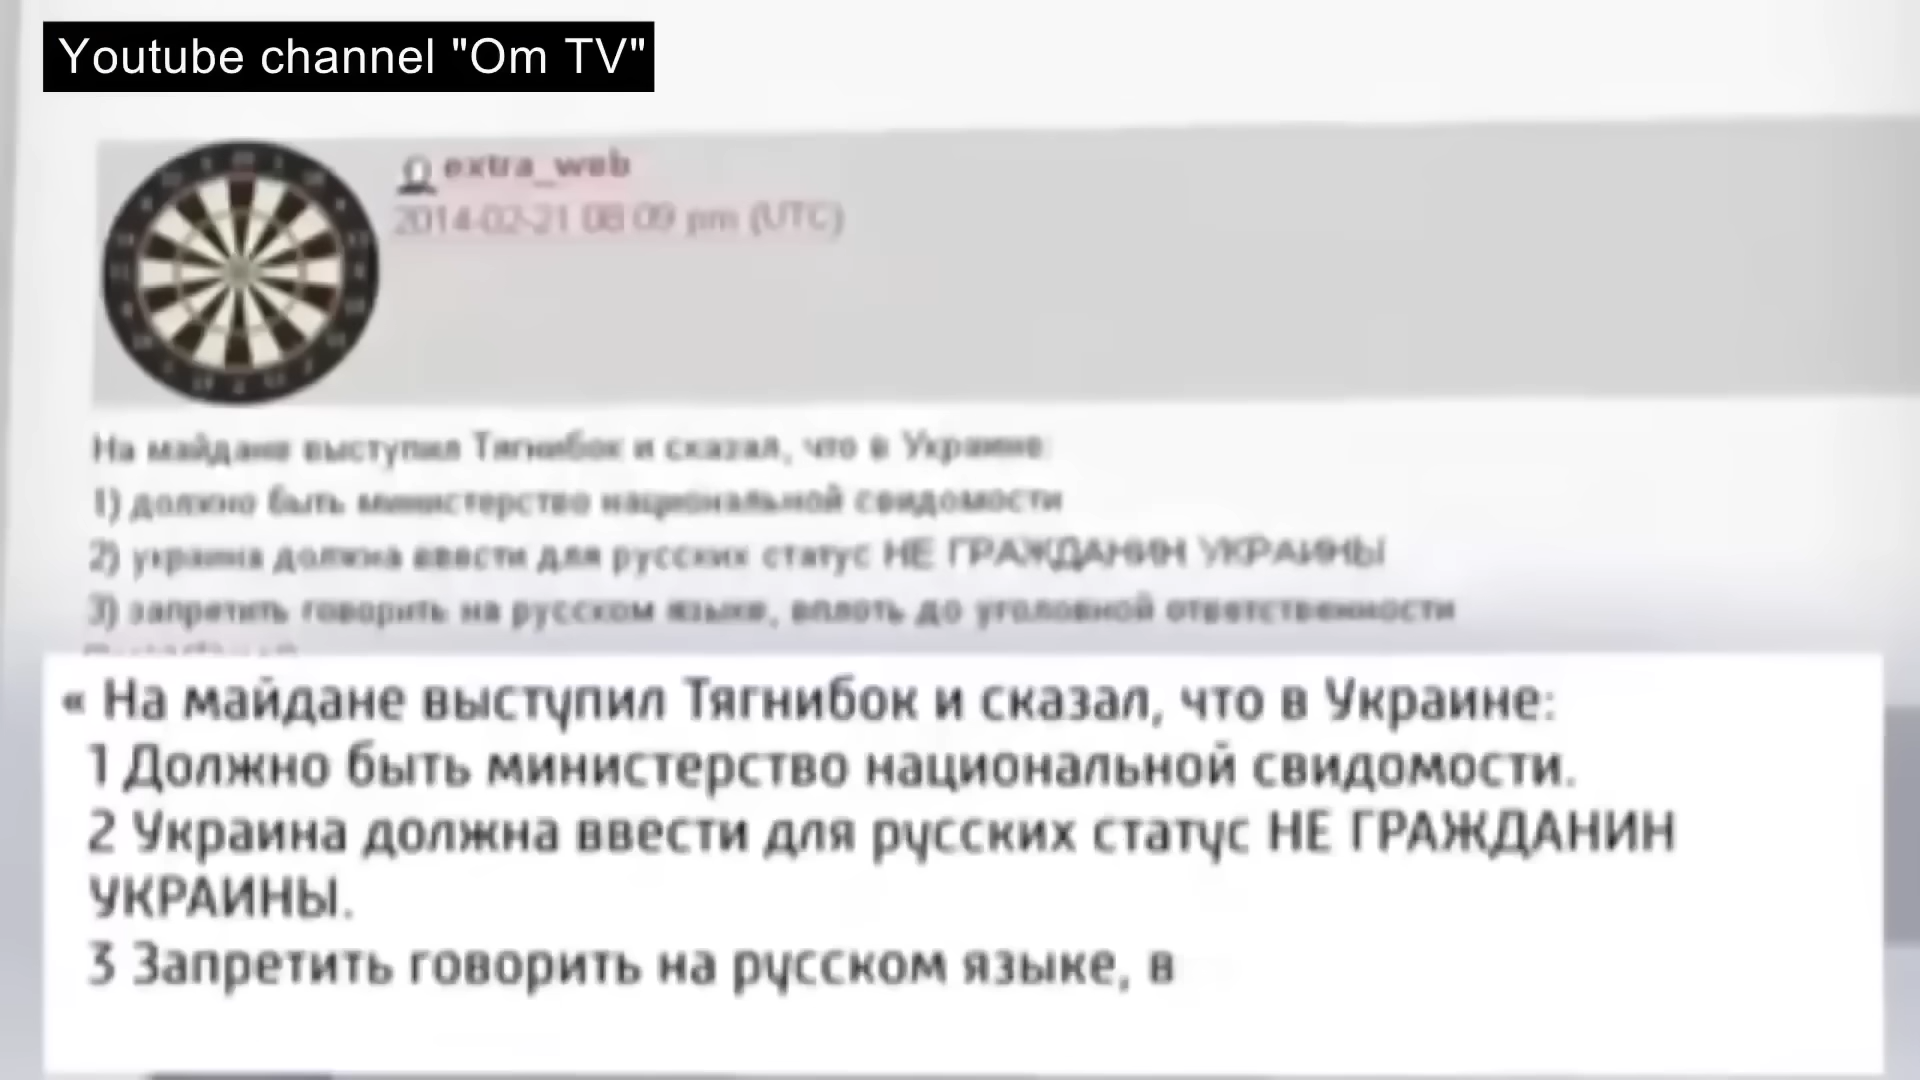 Youtube channel "Om TV"
extra_web
2014-02-21 08:09 pm (UTC)
На майдане выступил Тягнибок и сказал, что в Украине:
1) должно быть министерство национальной свидомости
2) украина должна ввести для русских статус НЕ ГРАЖДАНИН УКРАИНЫ
3) запретить говорить на русском языке, вплоть до уголовной ответственности
« На майдане выступил Тягнибок и сказал, что в Украине:
1 Должно быть министерство национальной свидомости.
2 Украина должна ввести для русских статус НЕ ГРАЖДАНИН
УКРАИНЫ.
3 Запретить говорить на русском языке, в